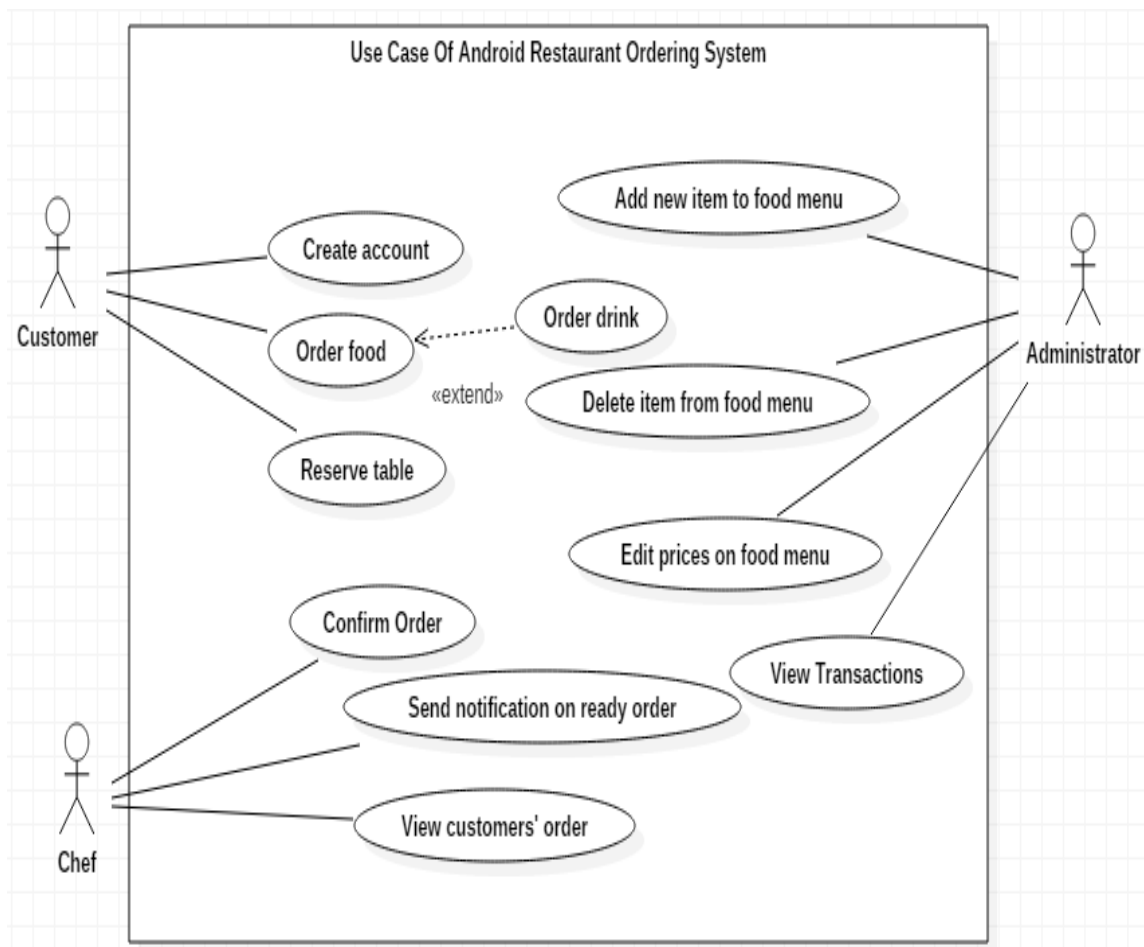 Use Case Of Android Restaurant Ordering System
Add new item to food menu
Create account
Order drink
Customer
Order food
Administrator
«extend»
Delete item from food menu
Reserve table
Edit prices on food menu
Confirm Order
View Transactions
Send notification on ready order
View customers' order
Chef